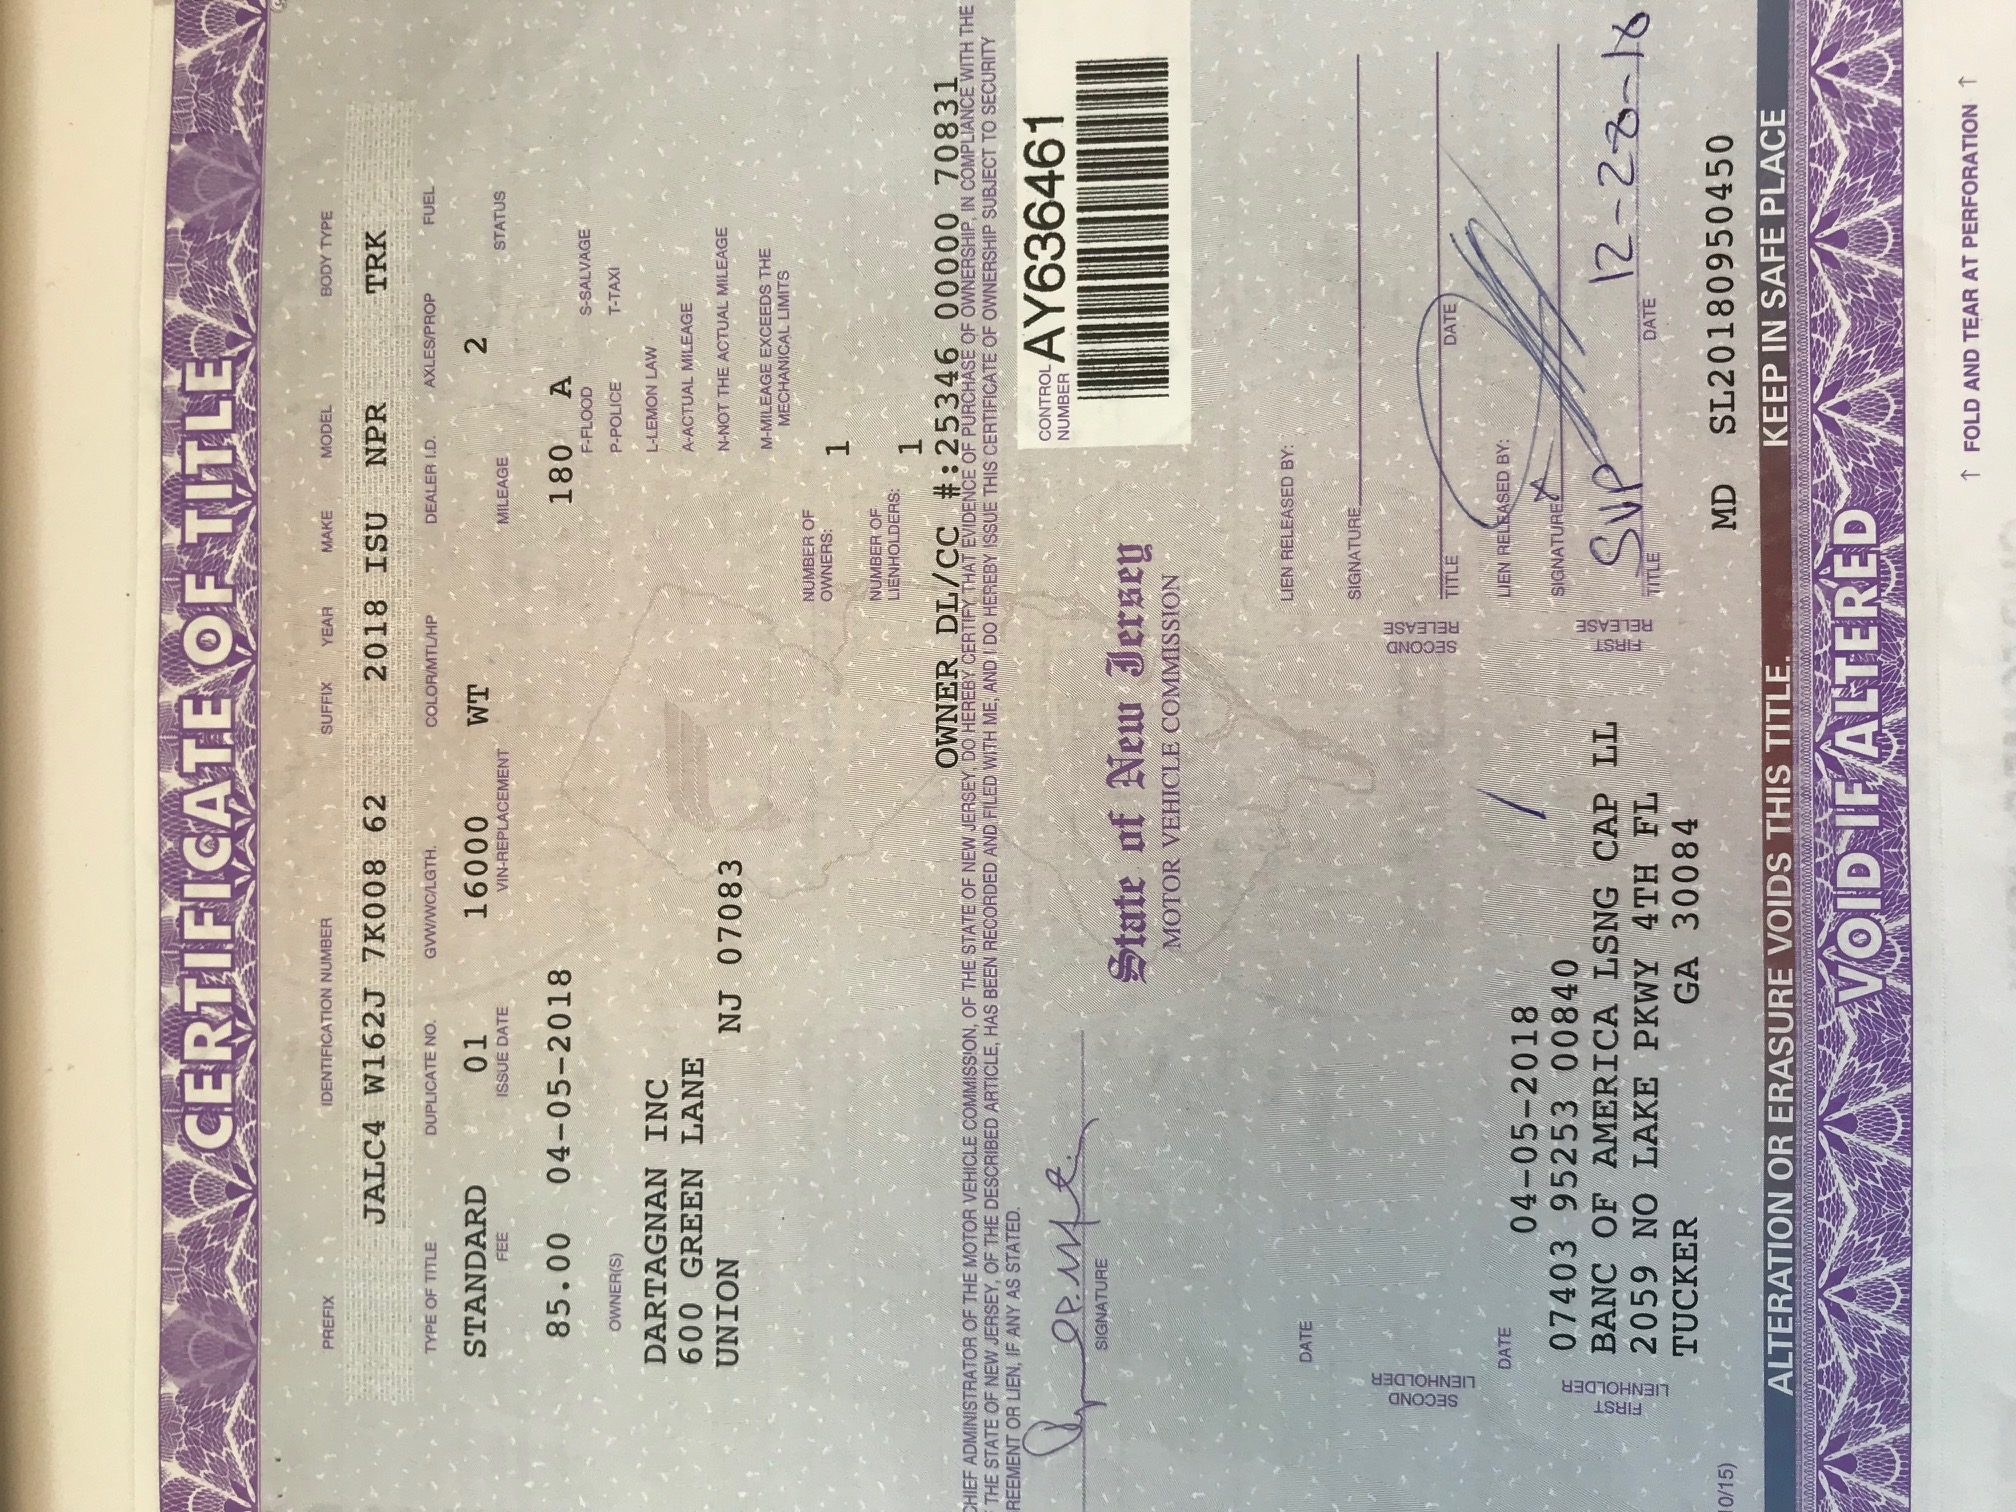 CERTIFICATE OF TITLE
PREFIX IDENTIFICATION NUMBER SUFFIX YEAR MAKE MODEL BODY TYPE
JALC4 W162J 7K008 62 2018 ISU NPR TRK
TYPE OF TITLE DUPLICATE NO. GVW/WC/LGTH. COLOR/MTL/HP DEALER I.D. AXLES/PROP FUEL
STANDARD 01 16000 WT 2
FEE ISSUE DATE VIN-REPLACEMENT MILEAGE STATUS
85.00 04-05-2018 180 A
F-FLOOD S-SALVAGE
OWNER(S) P-POLICE T-TAXI
DARTAGNAN INC L-LEMON LAW
600 GREEN LANE A-ACTUAL MILEAGE
UNION NJ 07083 N-NOT THE ACTUAL MILEAGE
M-MILEAGE EXCEEDS THE
MECHANICAL LIMITS
NUMBER OF
OWNERS: 1
NUMBER OF
LIENHOLDERS: 1
OWNER DL/CC #:25346 00000 70831
CHIEF ADMINISTRATOR OF THE MOTOR VEHICLE COMMISSION, OF THE STATE OF NEW JERSEY, DO HEREBY CERTIFY THAT EVIDENCE OF PURCHASE OF OWNERSHIP, IN COMPLIANCE WITH THE
THE STATE OF NEW JERSEY, OF THE DESCRIBED ARTICLE, HAS BEEN RECORDED AND FILED WITH ME, AND I DO HEREBY ISSUE THIS CERTIFICATE OF OWNERSHIP SUBJECT TO SECURITY
REEMENT OR LIEN, IF ANY AS STATED.
CONTROL NUMBER AY636461
SIGNATURE
State of New Jersey
MOTOR VEHICLE COMMISSION
LIEN RELEASED BY:
DATE
SIGNATURE
SECOND LIENHOLDER
SECOND RELEASE
TITLE DATE
DATE LIEN RELEASED BY:
04-05-2018
07403 95253 00840 SIGNATURE X
FIRST LIENHOLDER
BANC OF AMERICA LSNG CAP LL
FIRST RELEASE
SVP 12-28-18
2059 NO LAKE PKWY 4TH FL TITLE DATE
TUCKER GA 30084
0/15) MD SL20180950450
ALTERATION OR ERASURE VOIDS THIS TITLE. KEEP IN SAFE PLACE
VOID IF ALTERED
↑ FOLD AND TEAR AT PERFORATION ↑